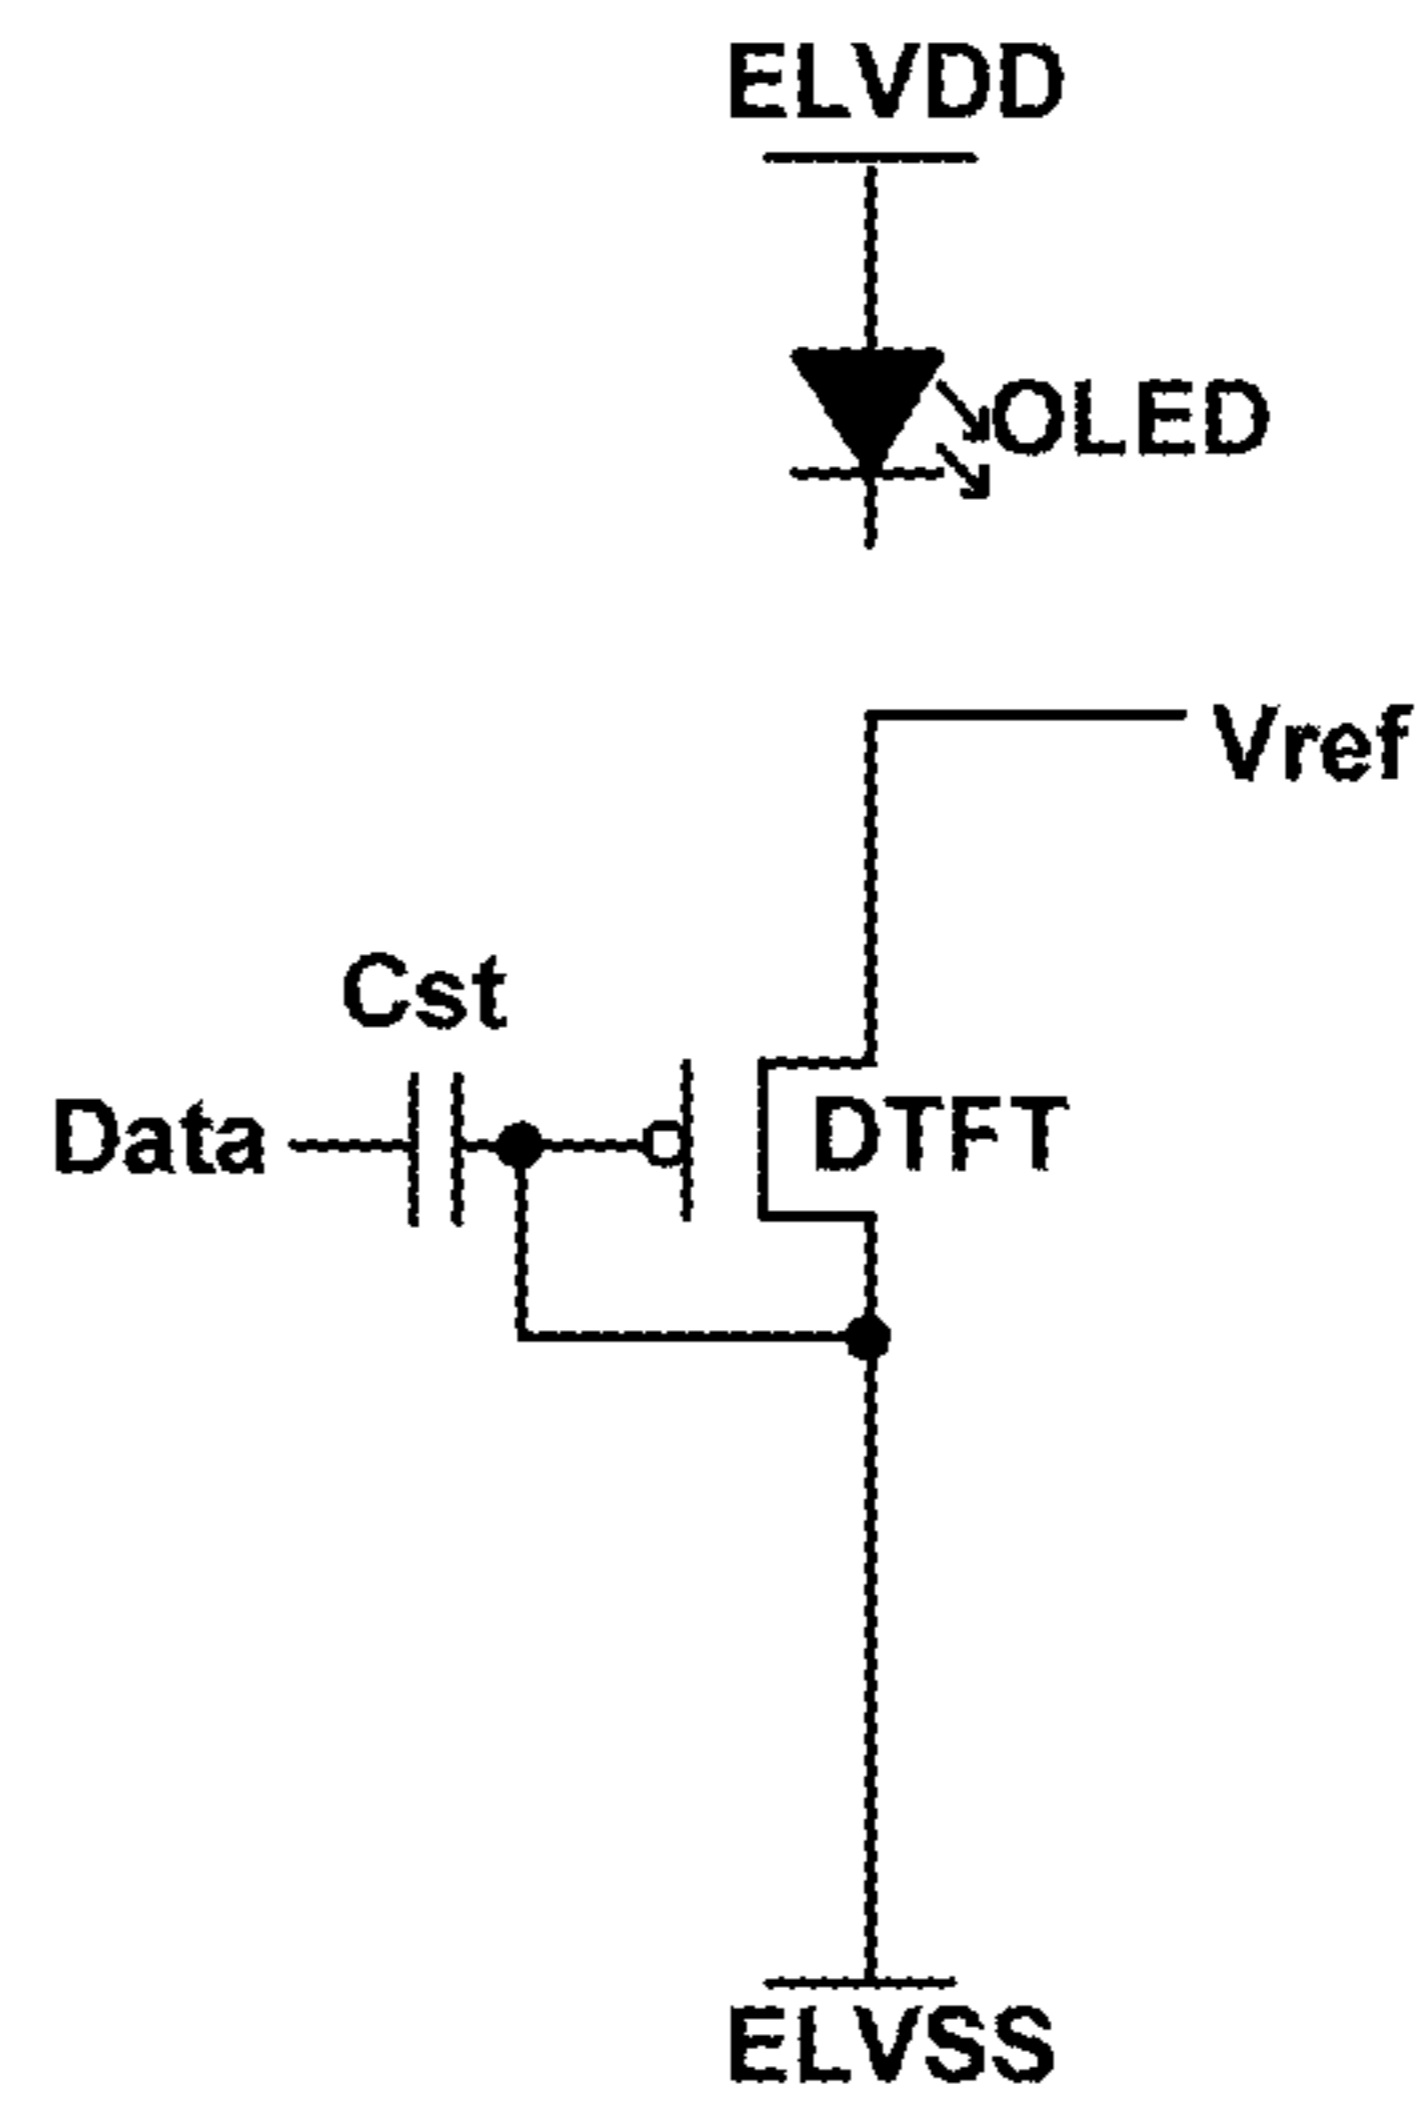 ELVDD
OLED
Vref
Cst
Data
DTFT
ELVSS